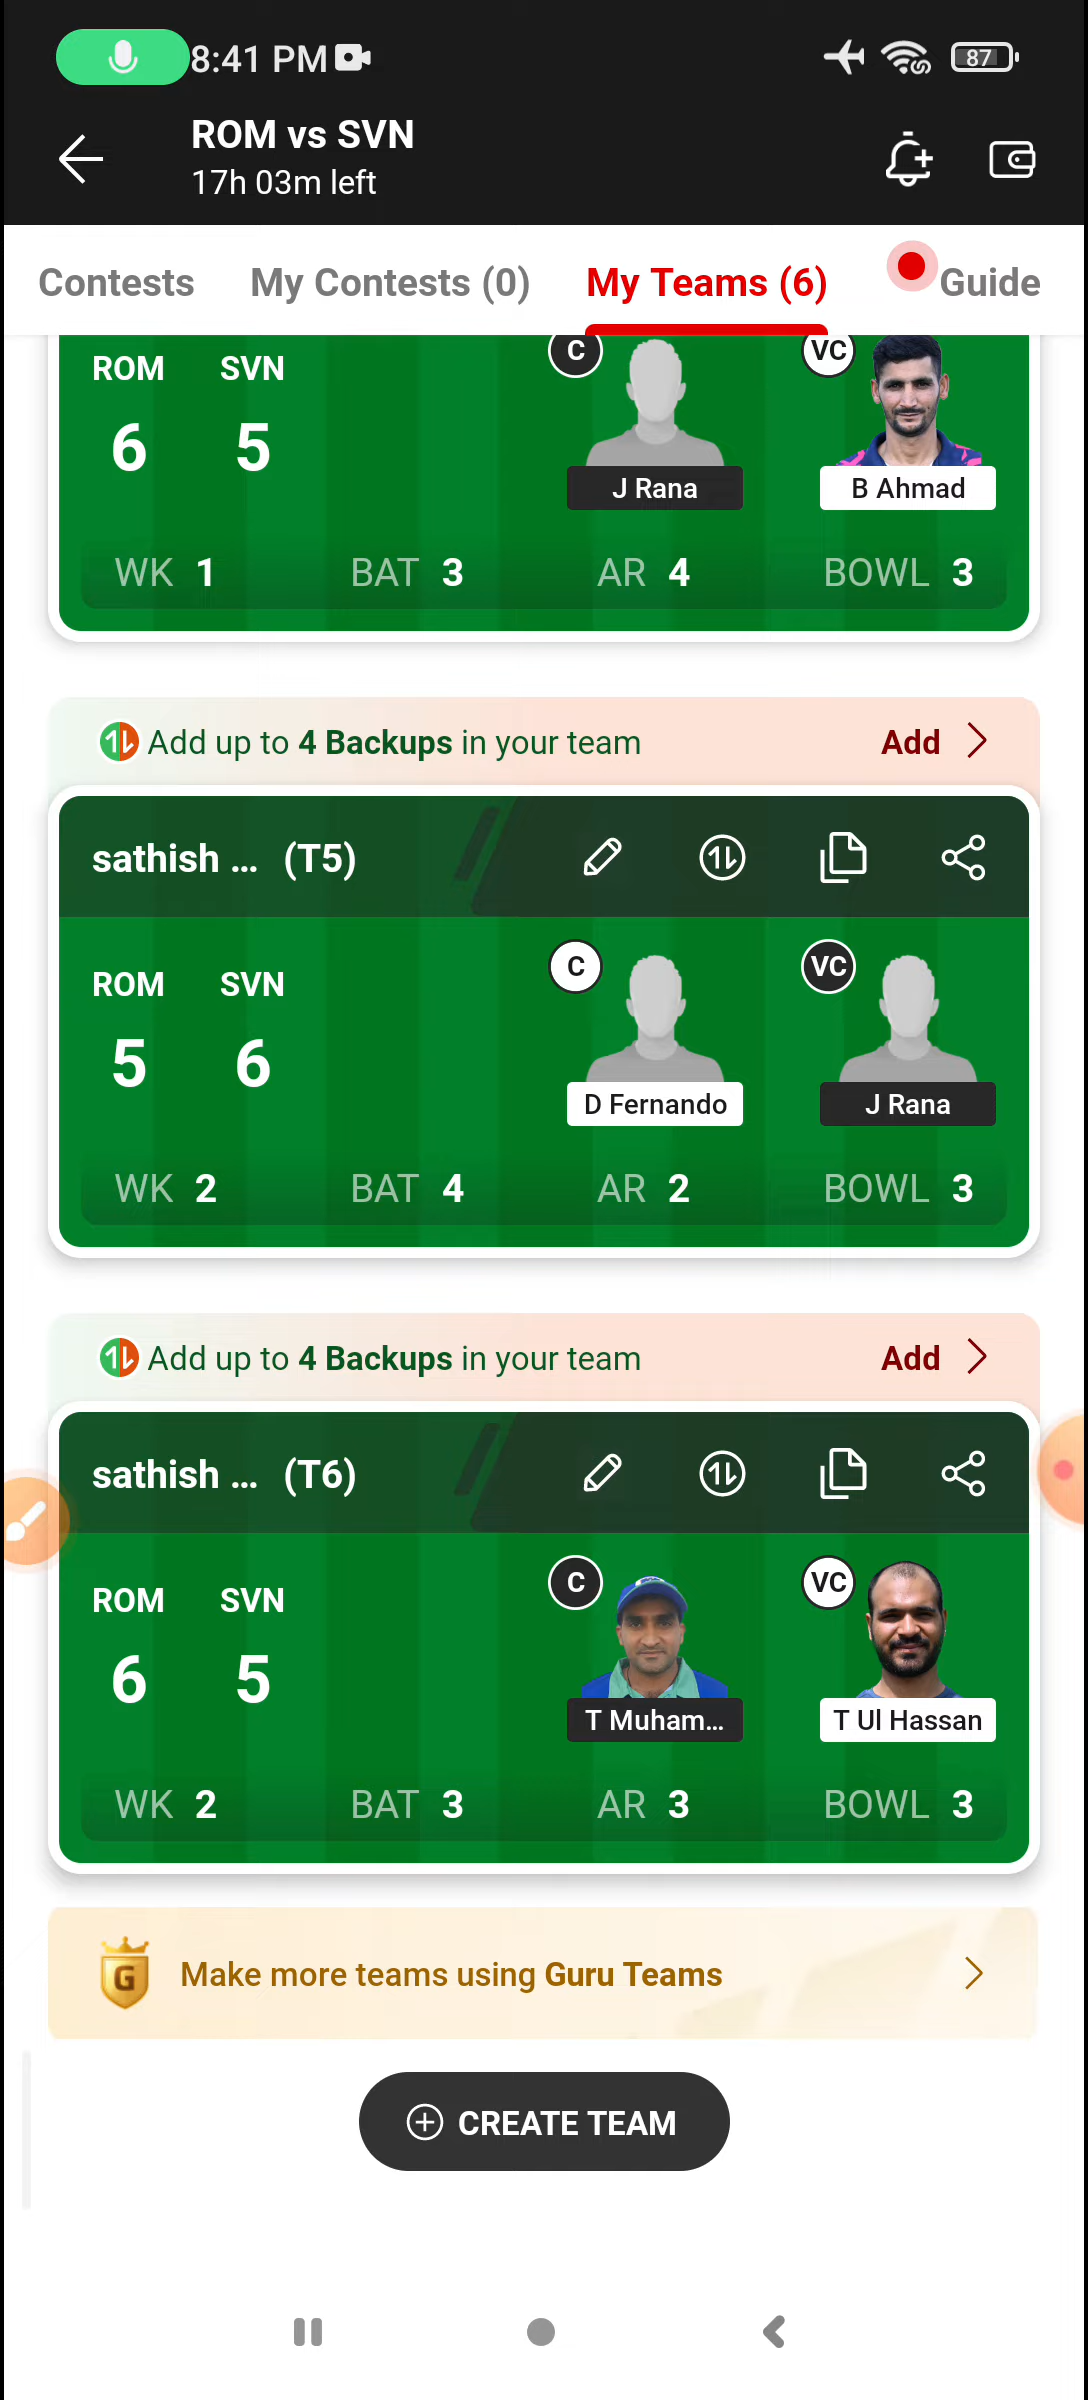 8:41 PM
87
ROM vs SVN
17h 03m left
Contests
My Contests (0)
My Teams (6)
Guide
ROM SVN
6 5
C
J Rana
VC
B Ahmad
WK 1
BAT 3
AR 4
BOWL 3
Add up to 4 Backups in your team
Add
sathish ... (T5)
ROM SVN
5 6
C
D Fernando
VC
J Rana
WK 2
BAT 4
AR 2
BOWL 3
Add up to 4 Backups in your team
Add
sathish ... (T6)
ROM SVN
6 5
C
T Muham...
VC
T Ul Hassan
WK 2
BAT 3
AR 3
BOWL 3
G
Make more teams using Guru Teams
CREATE TEAM